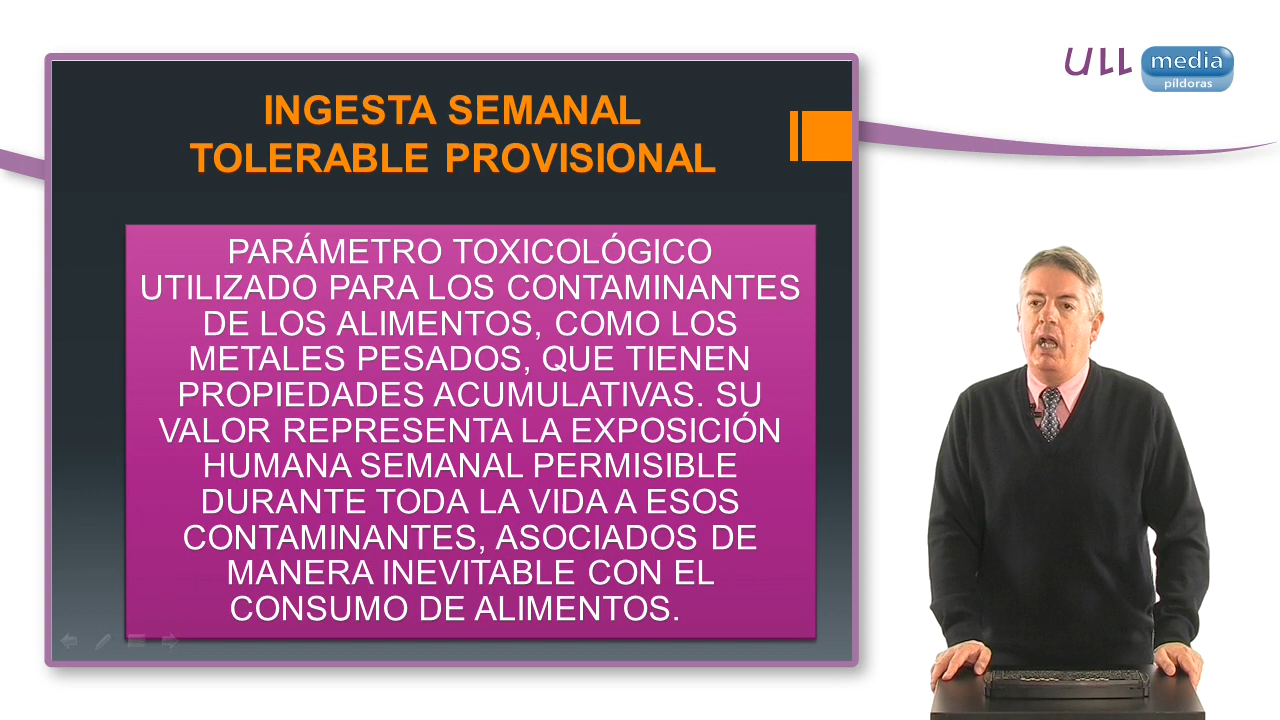 INGESTA SEMANAL
TOLERABLE PROVISIONAL
PARÁMETRO TOXICOLÓGICO
UTILIZADO PARA LOS CONTAMINANTES
DE LOS ALIMENTOS, COMO LOS
METALES PESADOS, QUE TIENEN
PROPIEDADES ACUMULATIVAS. SU
VALOR REPRESENTA LA EXPOSICIÓN
HUMANA SEMANAL PERMISIBLE
DURANTE TODA LA VIDA A ESOS
CONTAMINANTES, ASOCIADOS DE
MANERA INEVITABLE CON EL
CONSUMO DE ALIMENTOS.
ULL media
píldoras